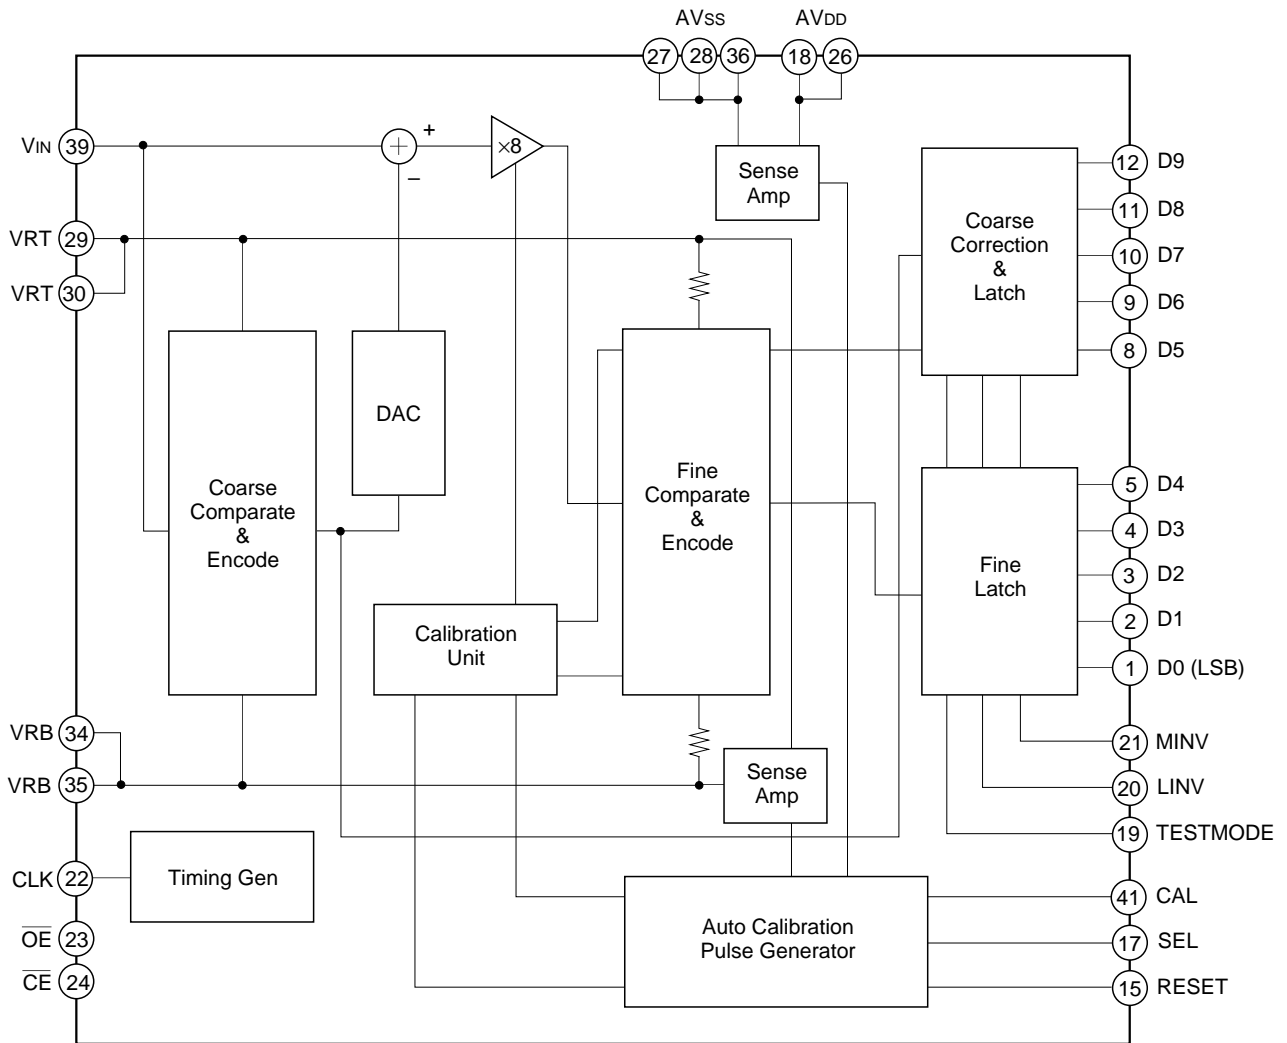 AVSS AVDD
27 28 36 18 26
VIN 39
+
−
×8
Sense
Amp
12 D9
11 D8
10 D7
9 D6
8 D5
Coarse
Correction
&
Latch
VRT 29
VRT 30
DAC
Coarse
Comparate
&
Encode
Fine
Comparate
&
Encode
5 D4
4 D3
3 D2
2 D1
1 D0 (LSB)
Fine
Latch
Calibration
Unit
VRB 34
VRB 35
Sense
Amp
21 MINV
20 LINV
19 TESTMODE
CLK 22
Timing Gen
OE 23
CE 24
Auto Calibration
Pulse Generator
41 CAL
17 SEL
15 RESET